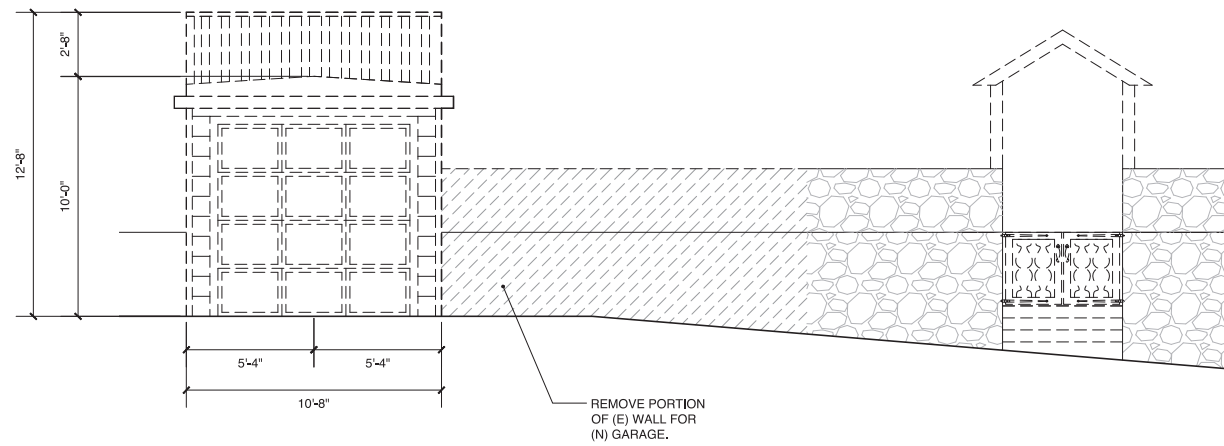 2'-8"
12'-8"
10'-0"
5'-4"
5'-4"
10'-8"
REMOVE PORTION
OF (E) WALL FOR
(N) GARAGE.